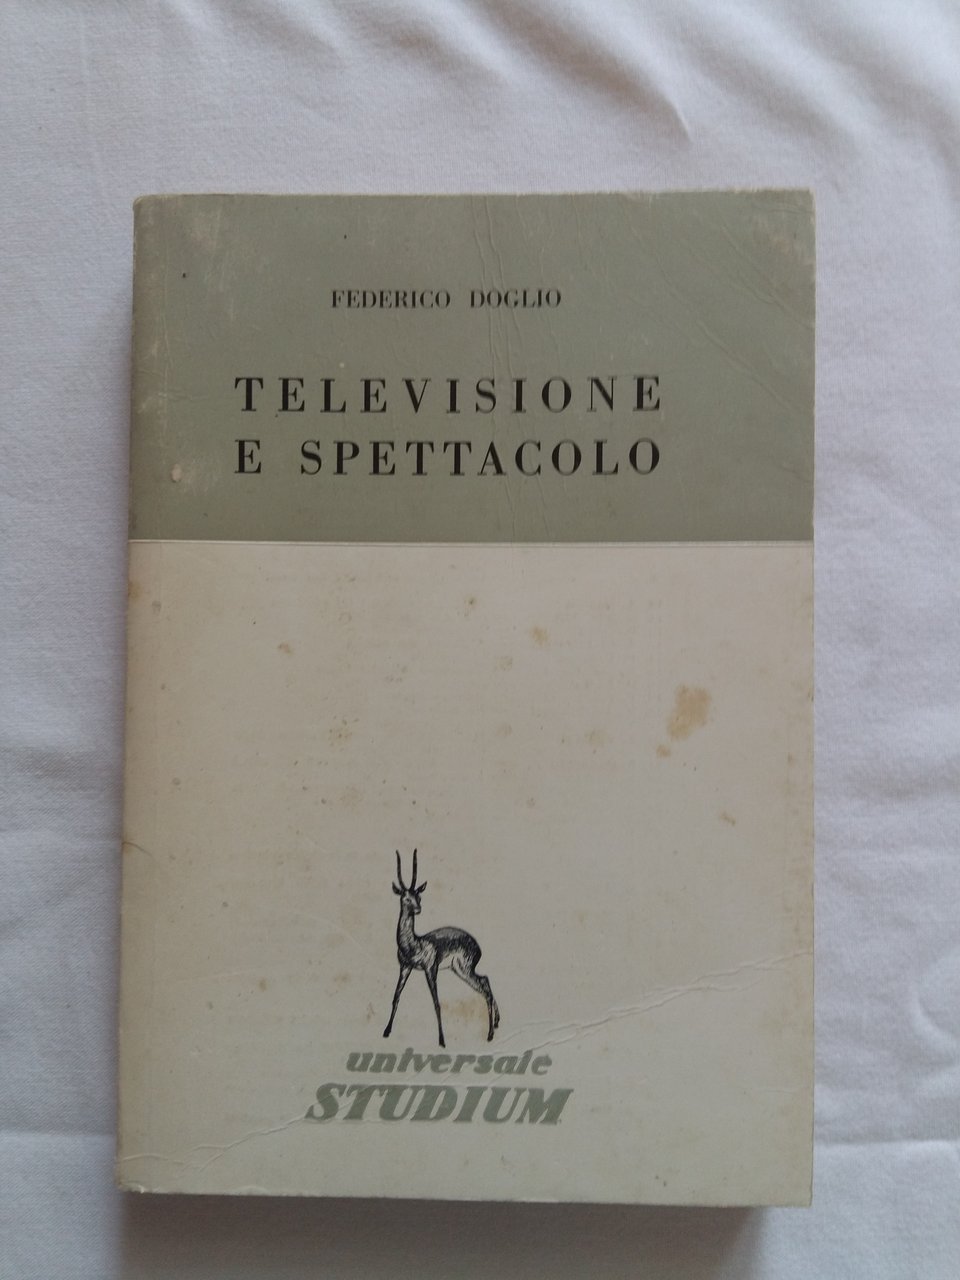 FEDERICO DOGLIO
TELEVISIONE
E SPETTACOLO
universale
STUDIUM